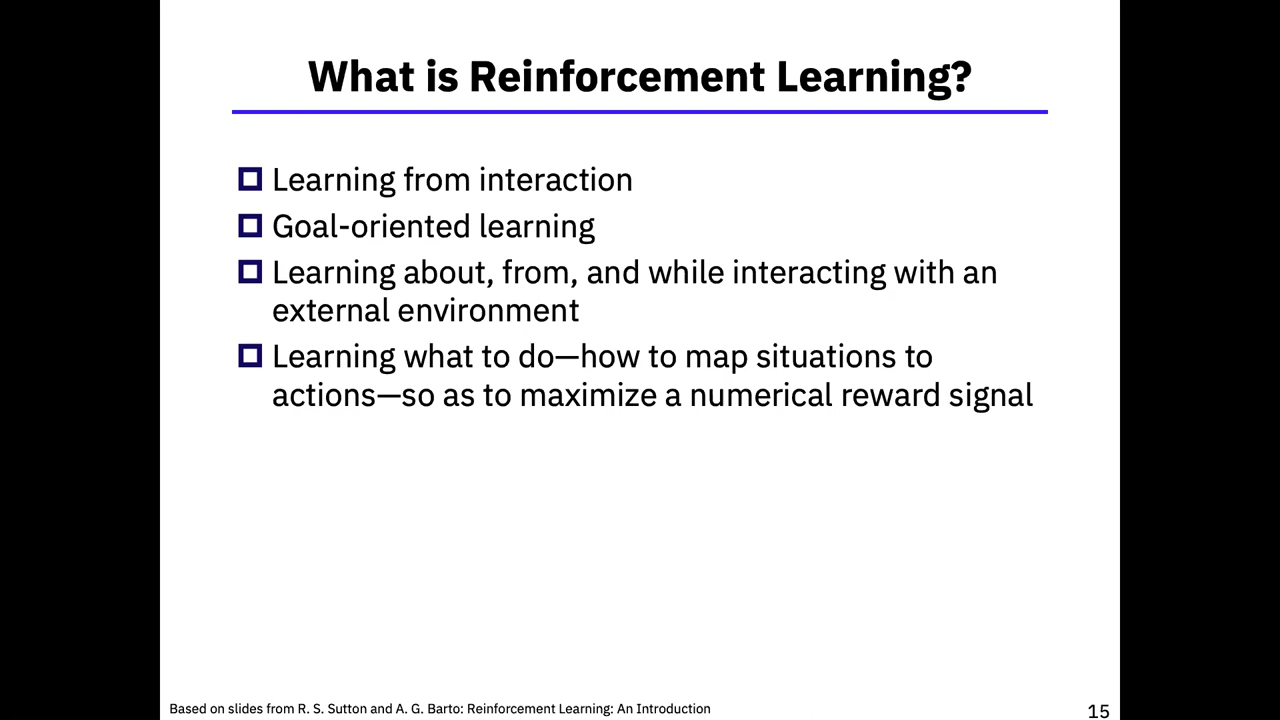 What is Reinforcement Learning?
Learning from interaction
Goal-oriented learning
Learning about, from, and while interacting with an
external environment
Learning what to do—how to map situations to
actions—so as to maximize a numerical reward signal
Based on slides from R. S. Sutton and A. G. Barto: Reinforcement Learning: An Introduction
15